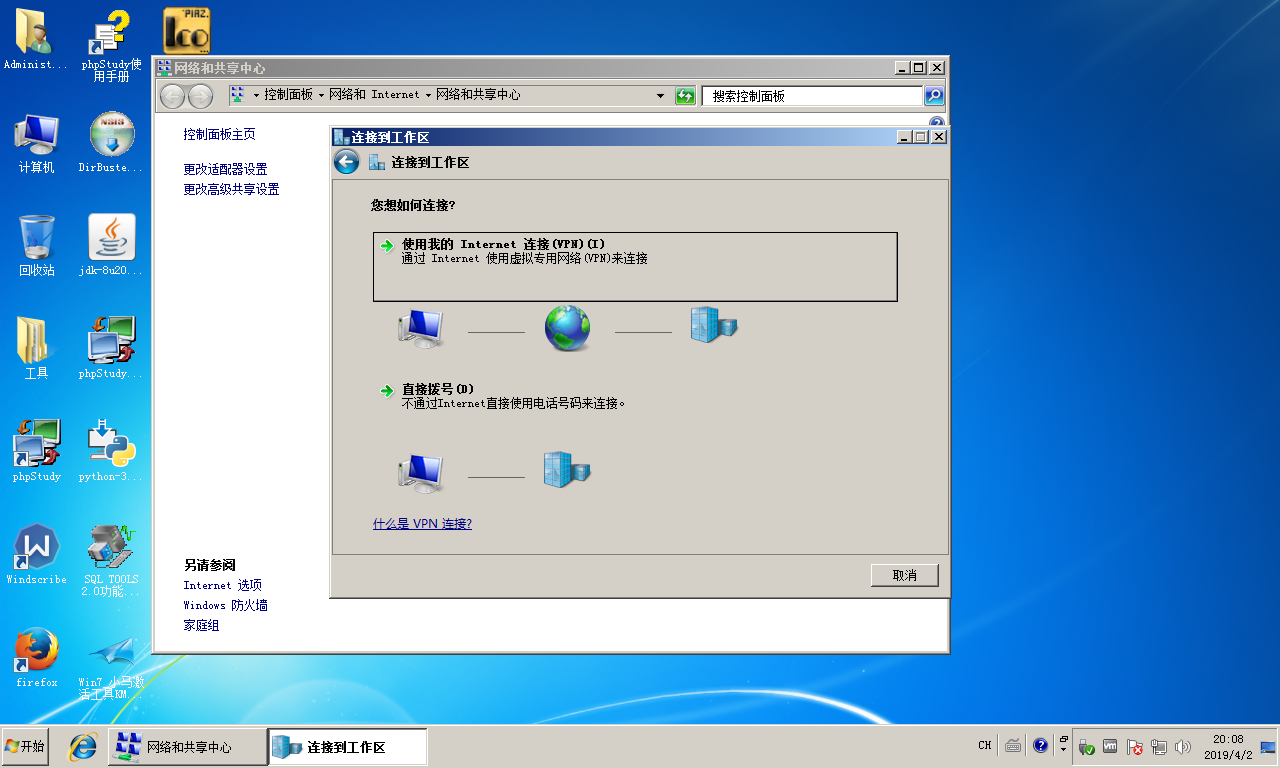 Administ...
phpStudy使
用手册
'PIAZ.
Ico
计算机
NSIS
DirBuste...
回收站
jdk-8u20...
工具
phpStudy...
phpStudy
python-3...
Windscribe
SQL TOOLS
2.0功能...
firefox
Win7 小马激
活工具KM...
网络和共享中心
控制面板 网络和 Internet 网络和共享中心
搜索控制面板
控制面板主页
更改适配器设置
更改高级共享设置
另请参阅
Internet 选项
Windows 防火墙
家庭组
连接到工作区
连接到工作区
您想如何连接?
使用我的 Internet 连接(VPN)(I)
通过 Internet 使用虚拟专用网络(VPN)来连接
直接拨号(D)
不通过Internet直接使用电话号码来连接。
什么是 VPN 连接?
取消
开始
网络和共享中心
连接到工作区
CH
20:08
2019/4/2